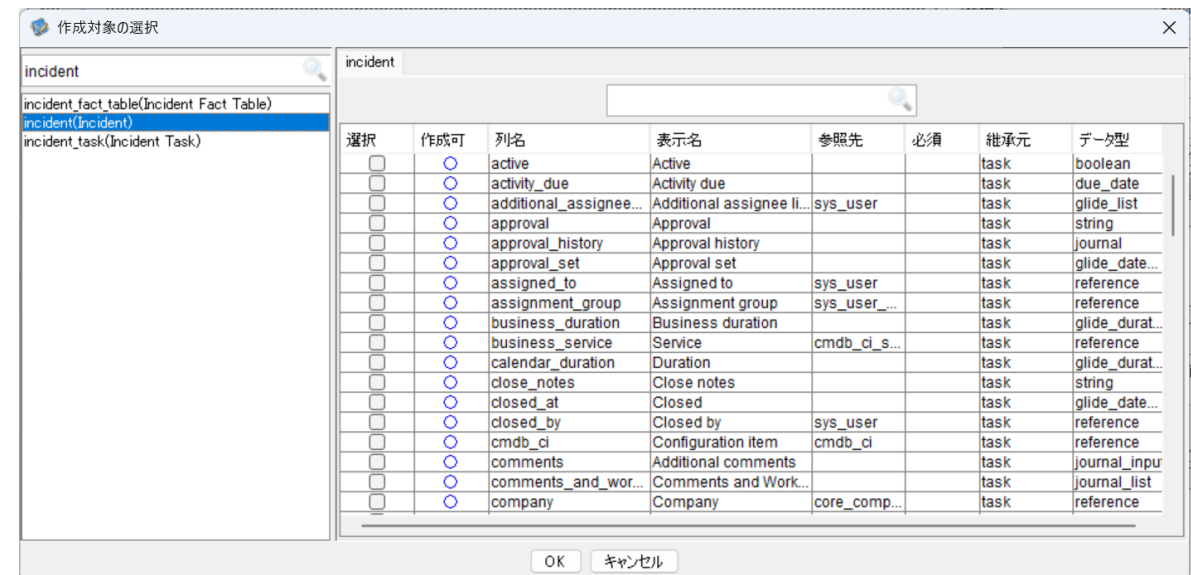 作成対象の選択
incident
incident_fact_table(Incident Fact Table)
incident(Incident)
incident_task(Incident Task)
incident
選択 作成可 列名 表示名 参照先 必須 継承元 データ型
○ active Active task boolean
○ activity_due Activity due task due_date
○ additional_assignee... Additional assignee li... sys_user task glide_list
○ approval Approval task string
○ approval_history Approval history task journal
○ approval_set Approval set task glide_date...
○ assigned_to Assigned to sys_user task reference
○ assignment_group Assignment group sys_user_... task reference
○ business_duration Business duration task glide_durat...
○ business_service Service cmdb_ci_s... task reference
○ calendar_duration Duration task glide_durat...
○ close_notes Close notes task string
○ closed_at Closed task glide_date...
○ closed_by Closed by sys_user task reference
○ cmdb_ci Configuration item cmdb_ci task reference
○ comments Additional comments task journal_input
○ comments_and_wor... Comments and Work... task journal_list
○ company Company core_comp... task reference
OK キャンセル